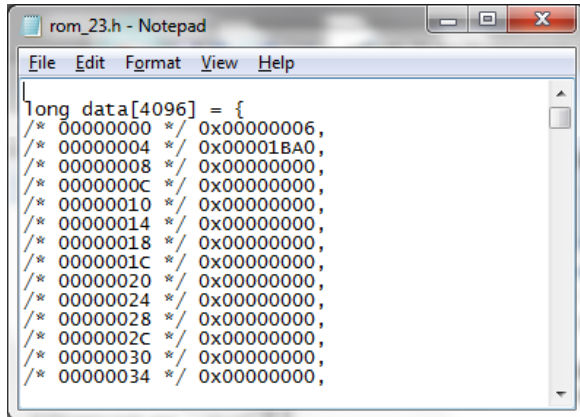 rom_23.h - Notepad
File Edit Format View Help
long data[4096] = {
/* 00000000 */ 0x00000006,
/* 00000004 */ 0x00001BA0,
/* 00000008 */ 0x00000000,
/* 0000000C */ 0x00000000,
/* 00000010 */ 0x00000000,
/* 00000014 */ 0x00000000,
/* 00000018 */ 0x00000000,
/* 0000001C */ 0x00000000,
/* 00000020 */ 0x00000000,
/* 00000024 */ 0x00000000,
/* 00000028 */ 0x00000000,
/* 0000002C */ 0x00000000,
/* 00000030 */ 0x00000000,
/* 00000034 */ 0x00000000,